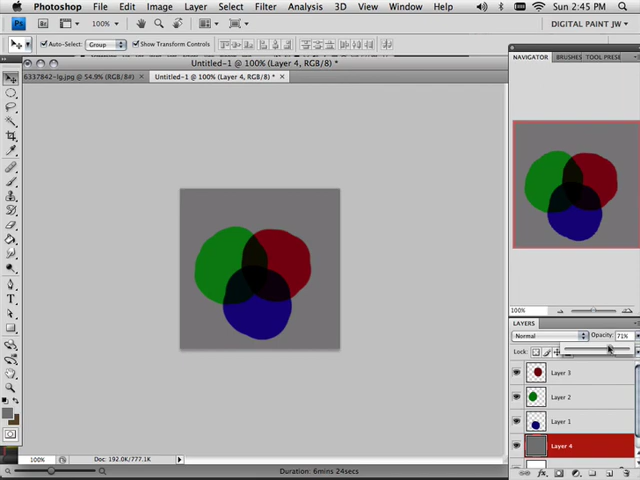 Photoshop File Edit Image Layer Select Filter Analysis 3D View Window Sun 2:45 PM
Ps 100% DIGITAL PAINT JW
Auto-Select: Group Show Transform Controls
Untitled-1 @ 100% (Layer 4, RGB/8) *
6337842-lg.jpg @ 54.9% (RGB/8#) Untitled-1 @ 100% (Layer 4, RGB/8) *
NAVIGATOR BRUSHES TOOL PRESE
100%
LAYERS
Normal Opacity: 71%
Lock:
Layer 3
Layer 2
Layer 1
Layer 4
100% Doc: 192.0K/777.1K
Duration: 6mins 24secs